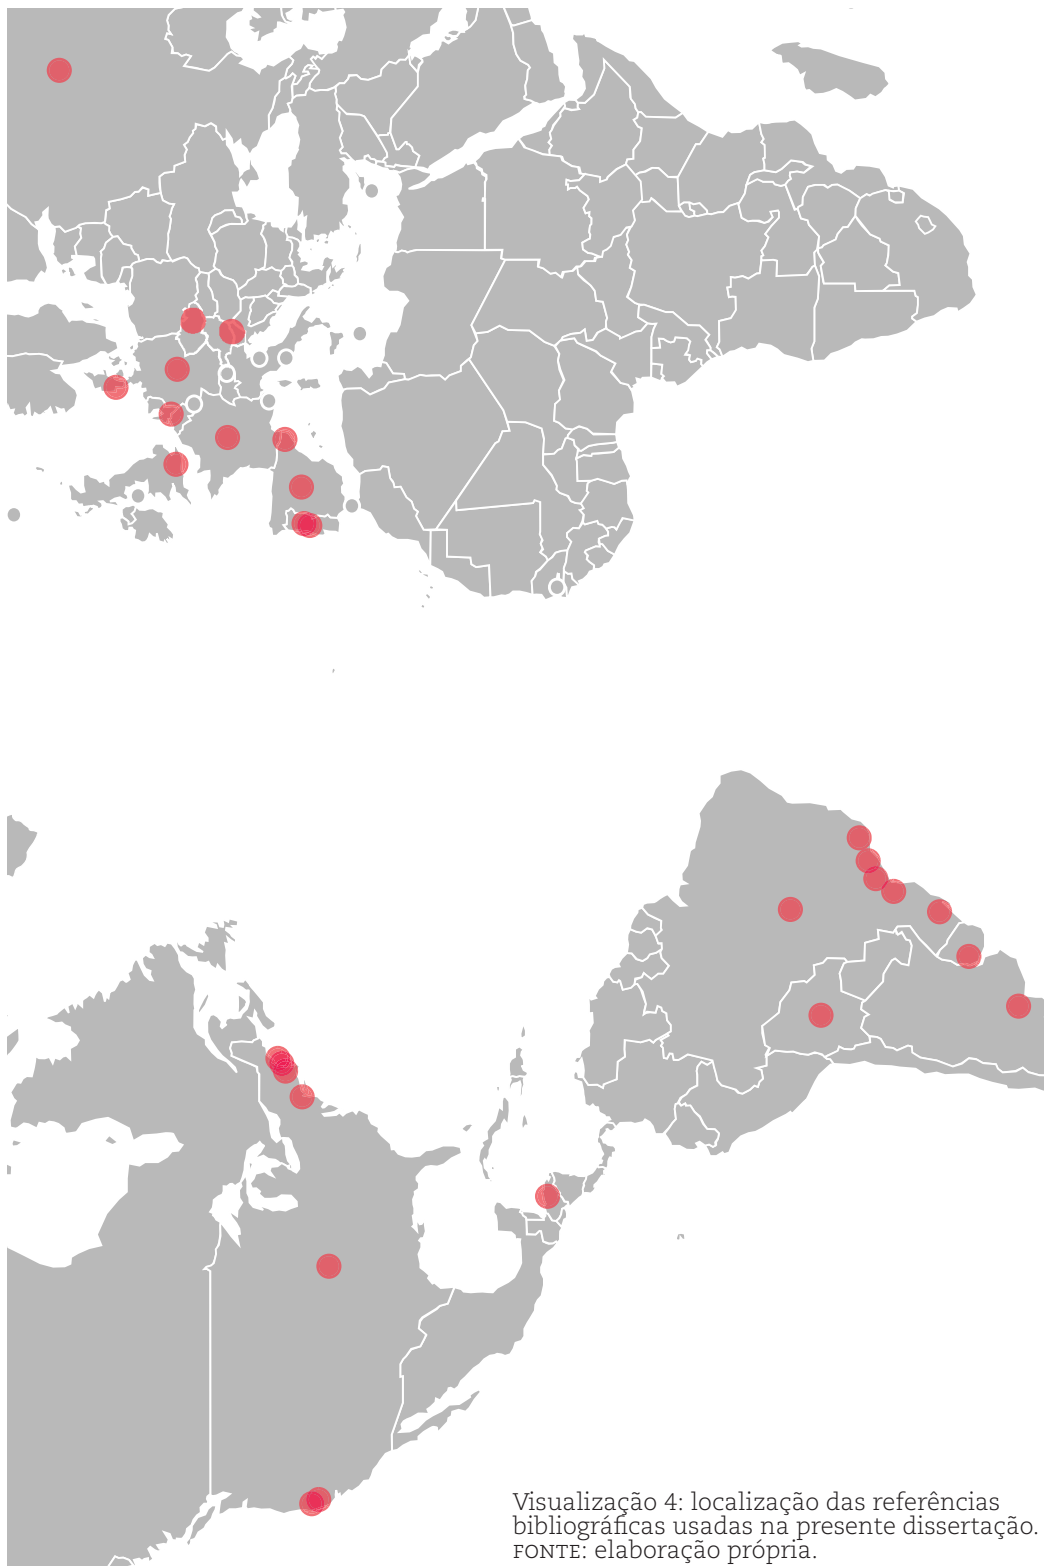 Visualização 4: localização das referências
bibliográficas usadas na presente dissertação.
FONTE: elaboração própria.